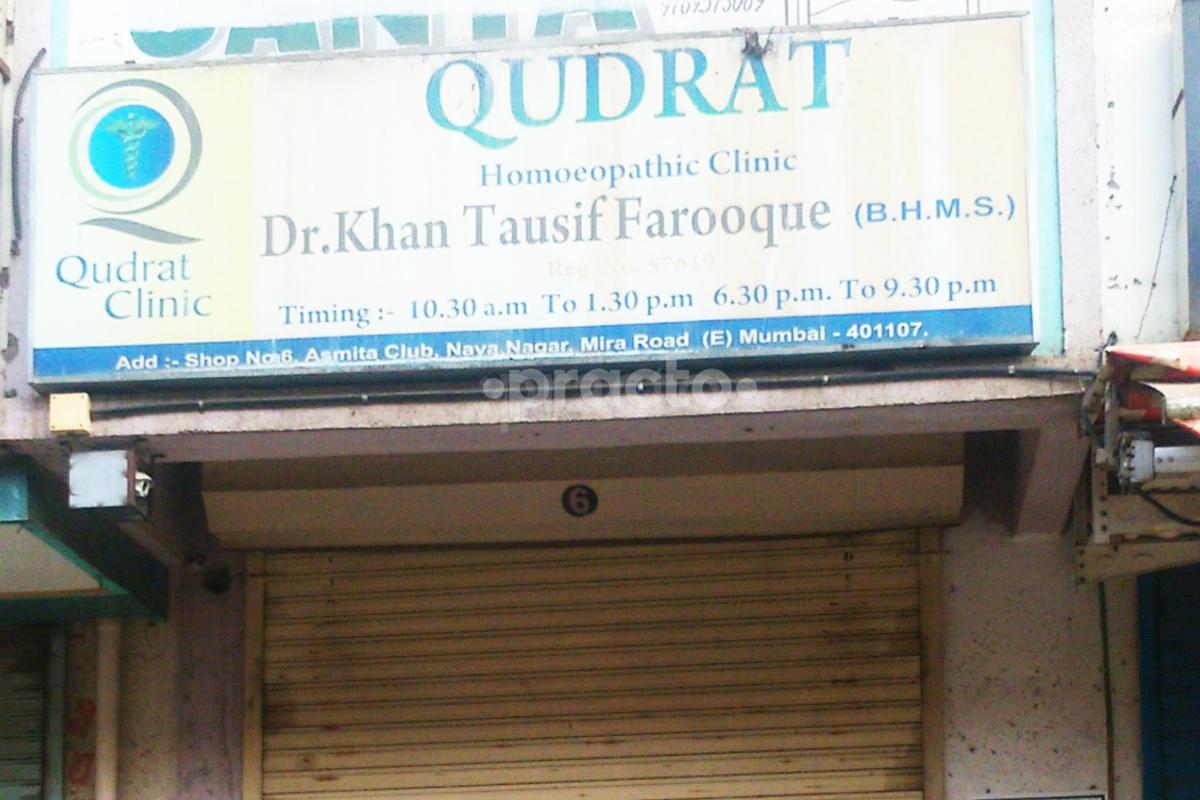 QUDRAT
Homoeopathic Clinic
Dr.Khan Tausif Farooque (B.H.M.S.)
Reg. No. 57619
Timing :- 10.30 a.m To 1.30 p.m 6.30 p.m. To 9.30 p.m
Qudrat
Clinic
Add :- Shop No 6, Asmita Club, Naya Nagar, Mira Road (E) Mumbai - 401107.
•practo•
6